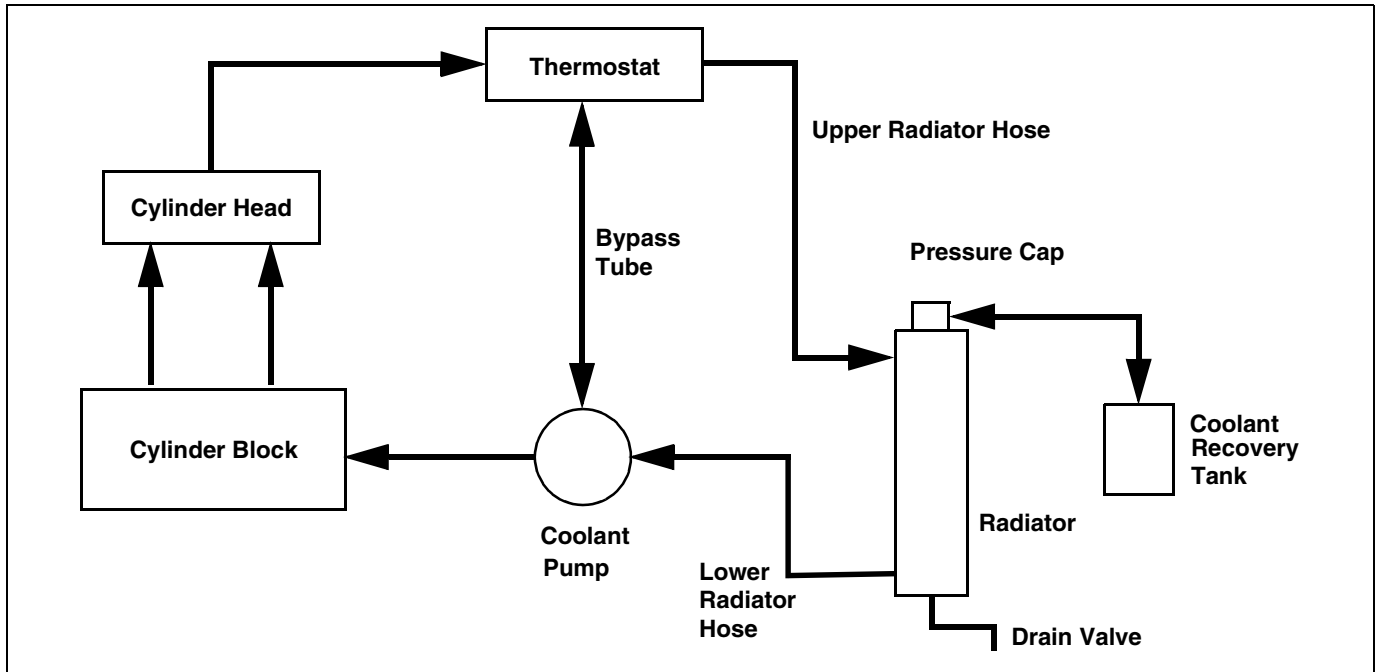 Thermostat
Upper Radiator Hose
Cylinder Head
Bypass
Tube
Pressure Cap
Cylinder Block
Coolant
Recovery
Tank
Radiator
Coolant
Pump
Lower
Radiator
Hose
Drain Valve